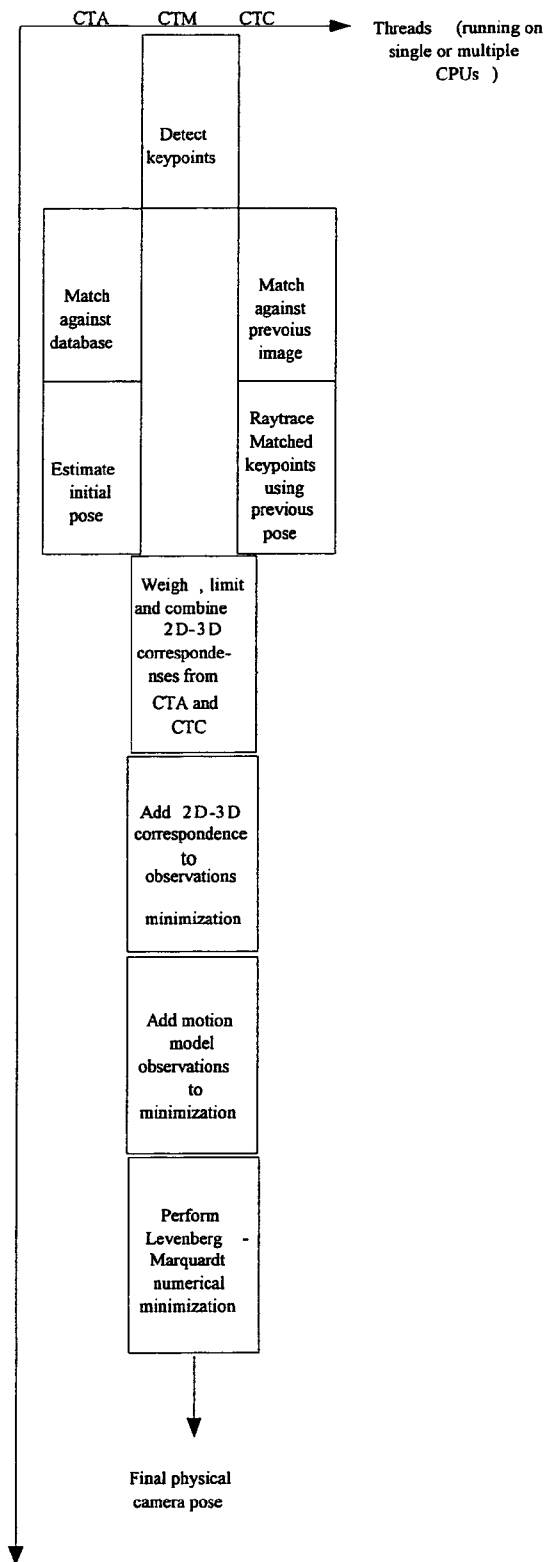 CTA CTM CTC
Threads (running on
single or multiple
CPUs )
Detect
keypoints
Match
against
database
Match
against
prevoius
image
Estimate
initial
pose
Raytrace
Matched
keypoints
using
previous
pose
Weigh , limit
and combine
2D-3D
corresponde-
nses from
CTA and
CTC
Add 2D-3D
correspondence
to
observations
minimization
Add motion
model
observations
to
minimization
Perform
Levenberg -
Marquardt
numerical
minimization
Final physical
camera pose